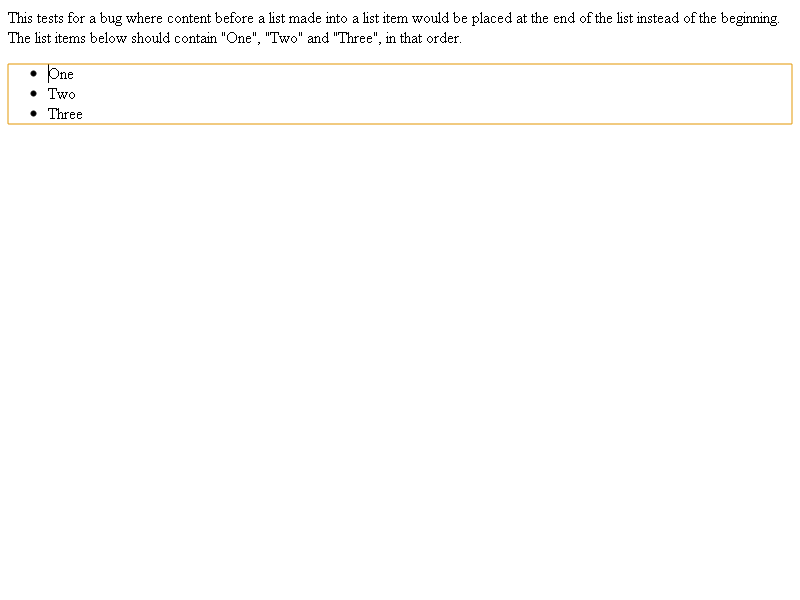 This tests for a bug where content before a list made into a list item would be placed at the end of the list instead of the beginning.
The list items below should contain "One", "Two" and "Three", in that order.
• One
• Two
• Three